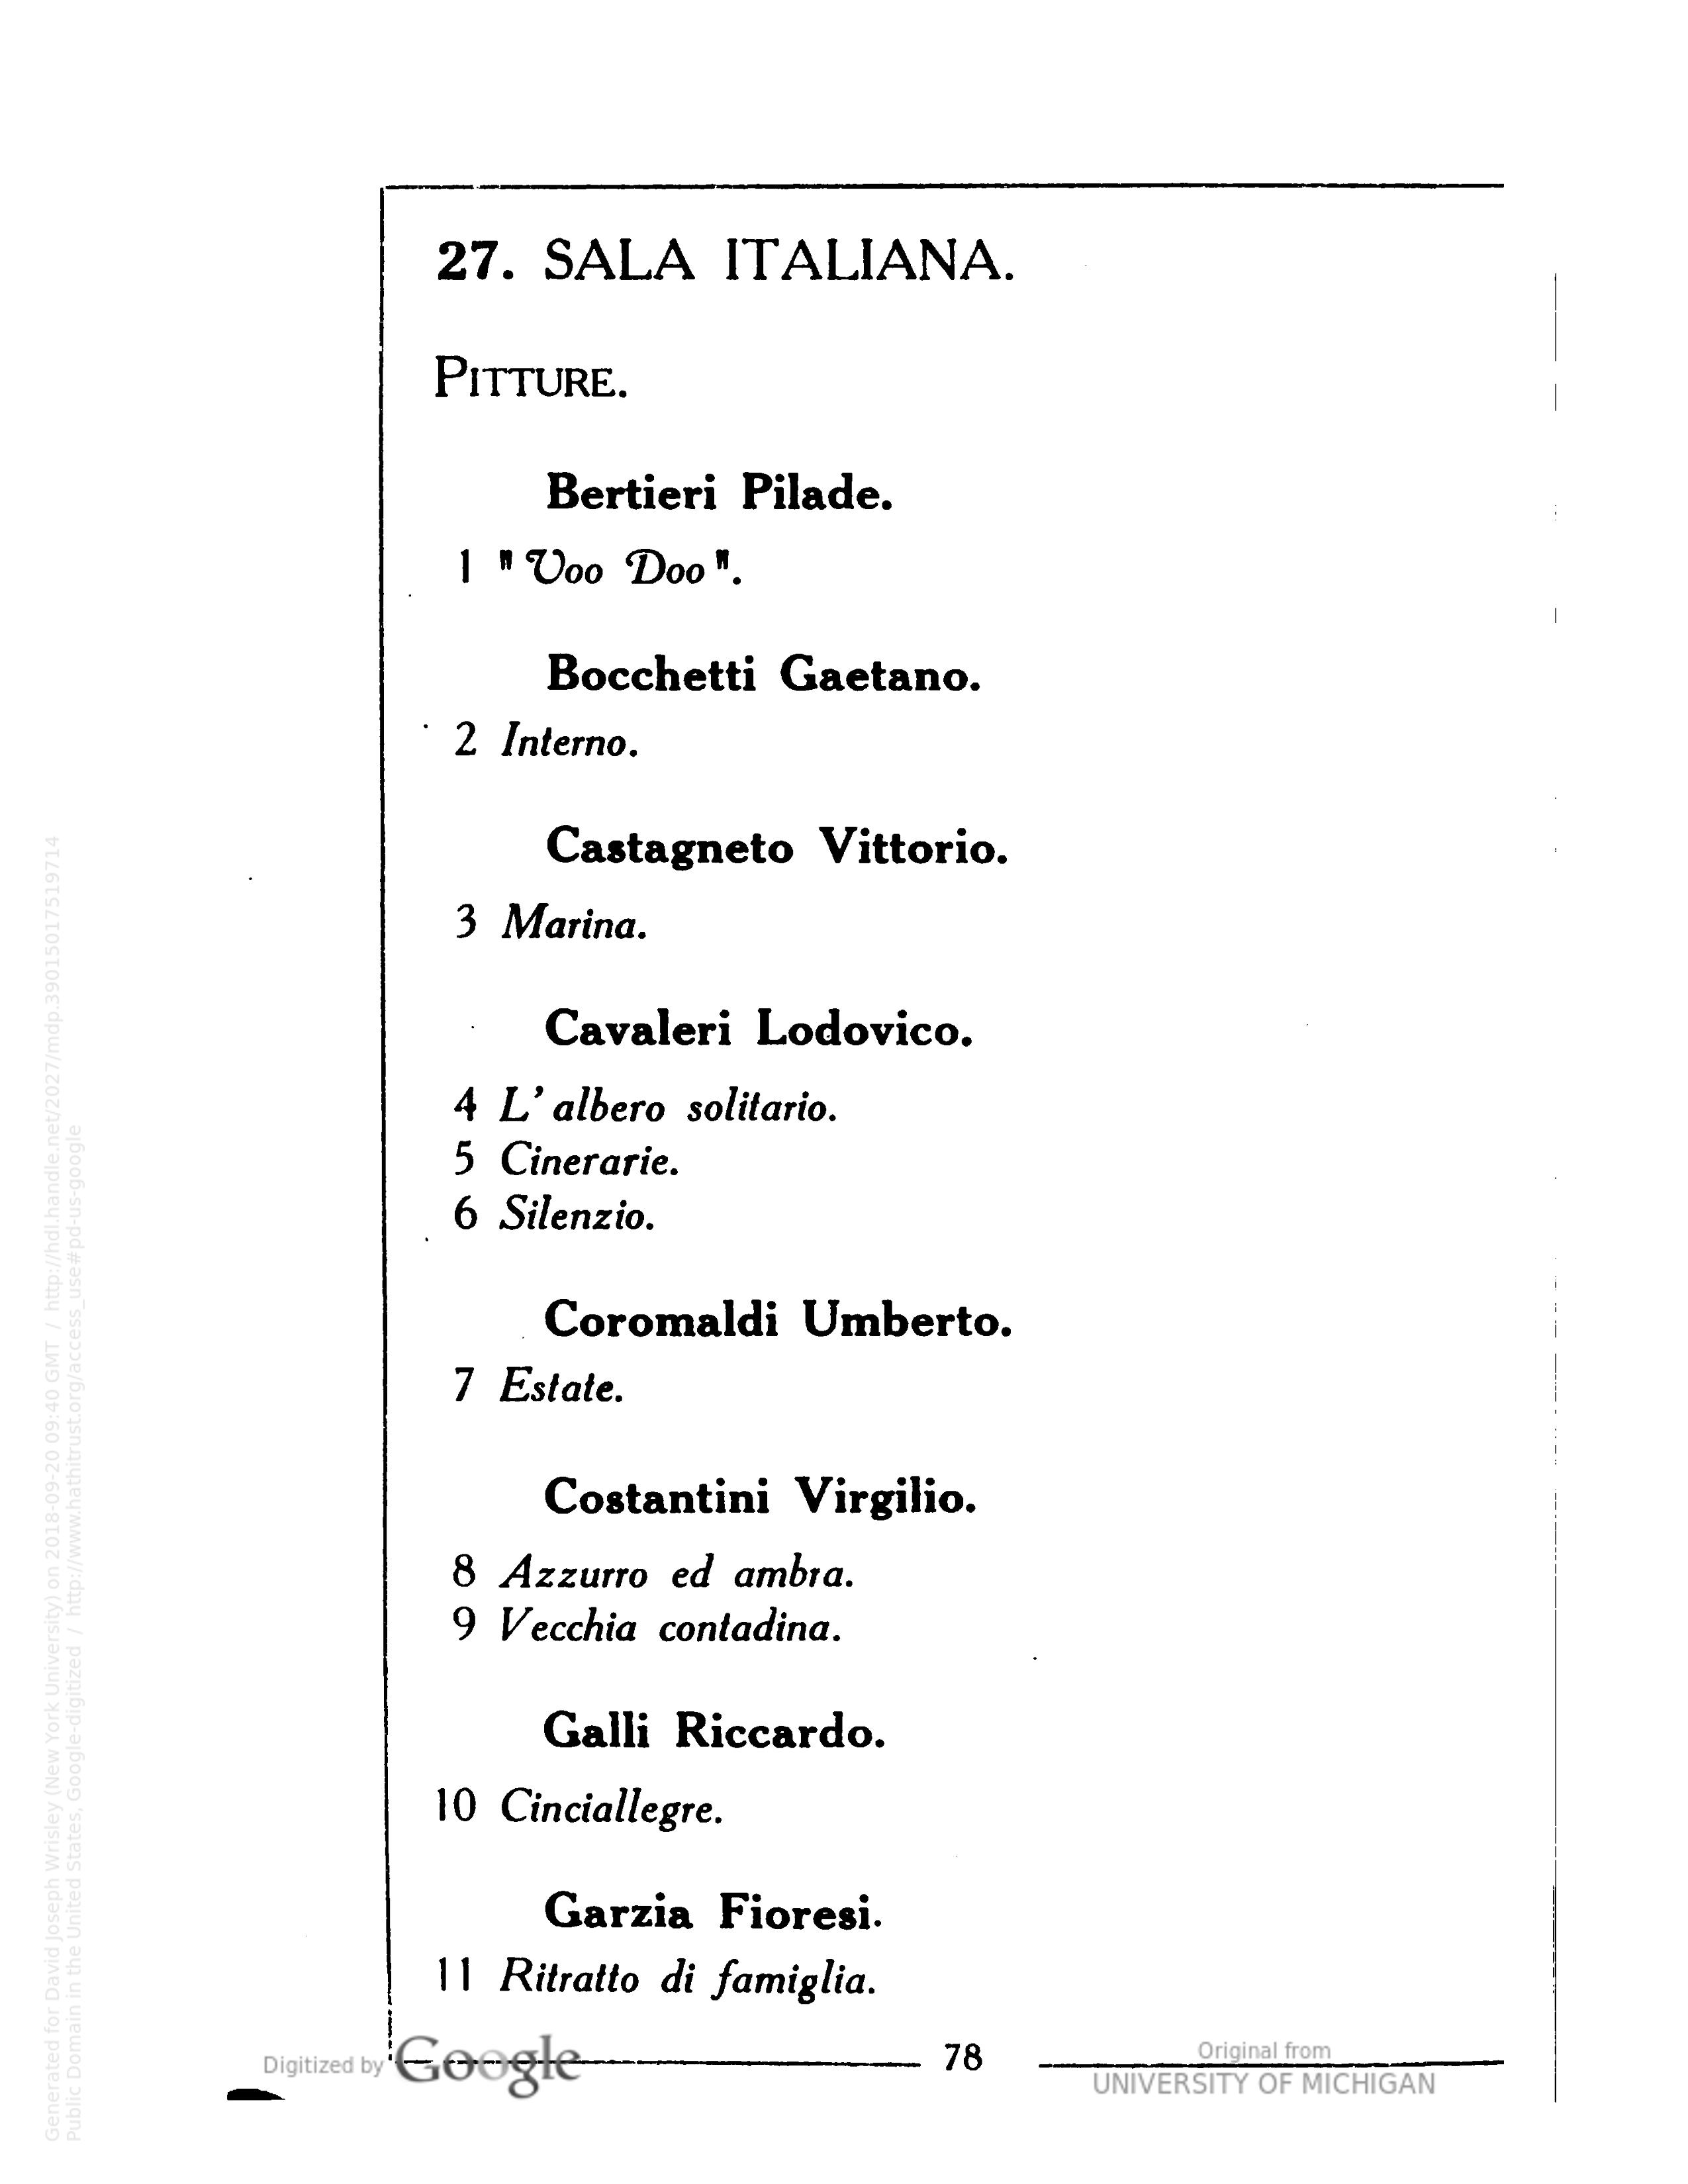 27. SALA ITALIANA.
PITTURE.
Bertieri Pilade.
1 "Voo Doo".
Bocchetti Gaetano.
2 Interno.
Castagneto Vittorio.
3 Marina.
Cavaleri Lodovico.
4 L' albero solitario.
5 Cinerarie.
6 Silenzio.
Coromaldi Umberto.
7 Estate.
Costantini Virgilio.
8 Azzurro ed ambra.
9 Vecchia contadina.
Galli Riccardo.
10 Cinciallegre.
Garzia Fioresi.
11 Ritratto di famiglia.
78
Digitized by Google
Original from
UNIVERSITY OF MICHIGAN
Generated for David Joseph Wrisley (New York University) on 2018-09-20 09:40 GMT / http://hdl.handle.net/2027/mdp.39015017519714
Public Domain in the United States, Google-digitized / http://www.hathitrust.org/access_use#pd-us-google